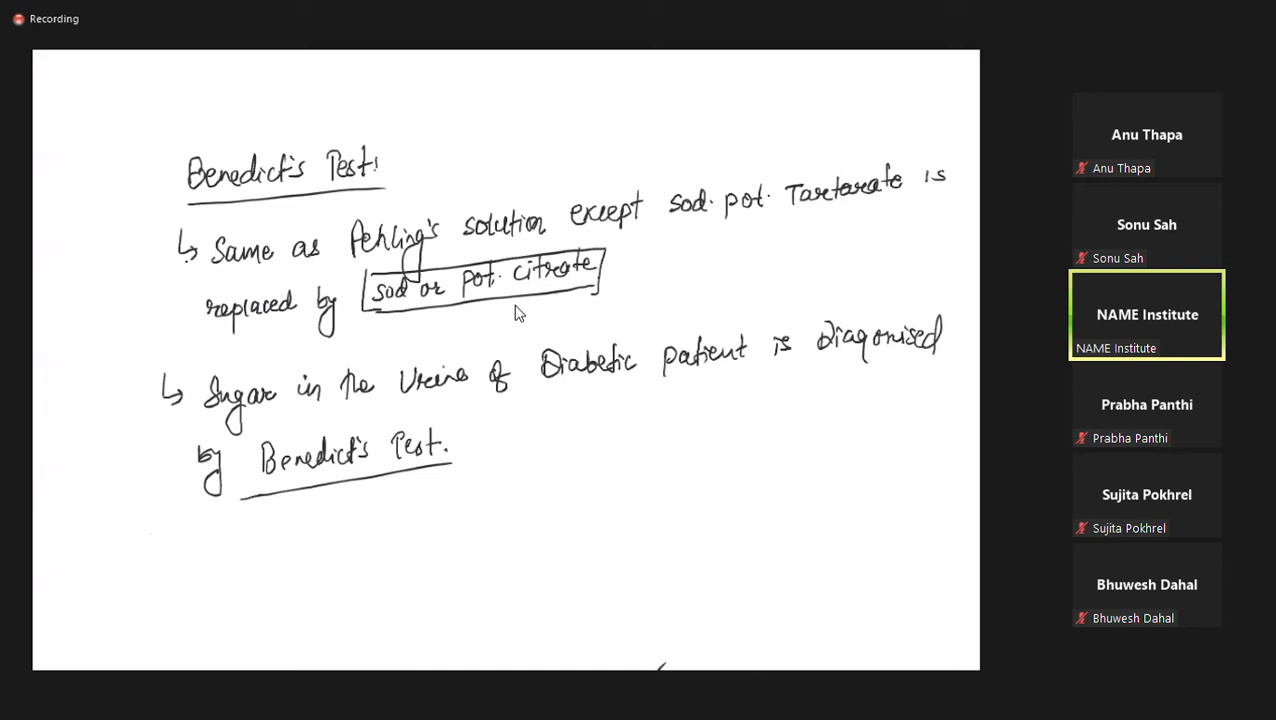 Recording
Benedict's Test:
↳ Same as Fehling's solution except sod. pot. Tartarate is
replaced by sod or pot. citrate
↳ Sugar in the Urine of Diabetic patient is Diagonised
by Benedict's Test.
Anu Thapa
Anu Thapa
Sonu Sah
Sonu Sah
NAME Institute
NAME Institute
Prabha Panthi
Prabha Panthi
Sujita Pokhrel
Sujita Pokhrel
Bhuwesh Dahal
Bhuwesh Dahal